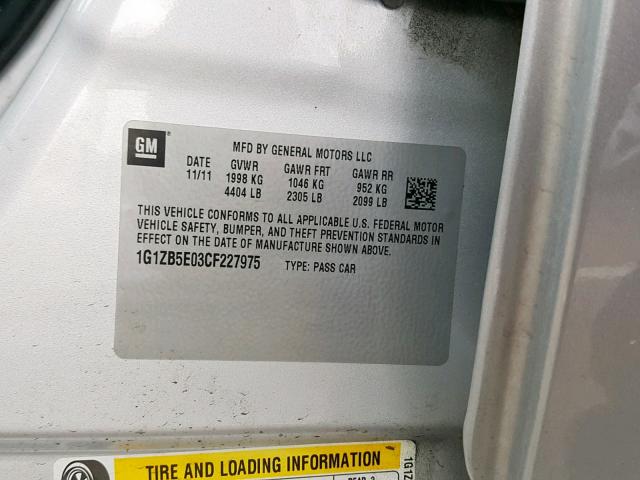 GM
MFD BY GENERAL MOTORS LLC
DATE GVWR GAWR FRT GAWR RR
11/11 1998 KG 1046 KG 952 KG
4404 LB 2305 LB 2099 LB
THIS VEHICLE CONFORMS TO ALL APPLICABLE U.S. FEDERAL MOTOR
VEHICLE SAFETY, BUMPER, AND THEFT PREVENTION STANDARDS IN
EFFECT ON THE DATE OF MANUFACTURE SHOWN ABOVE.
1G1ZB5E03CF227975 TYPE: PASS CAR
TIRE AND LOADING INFORMATION
1G1Z